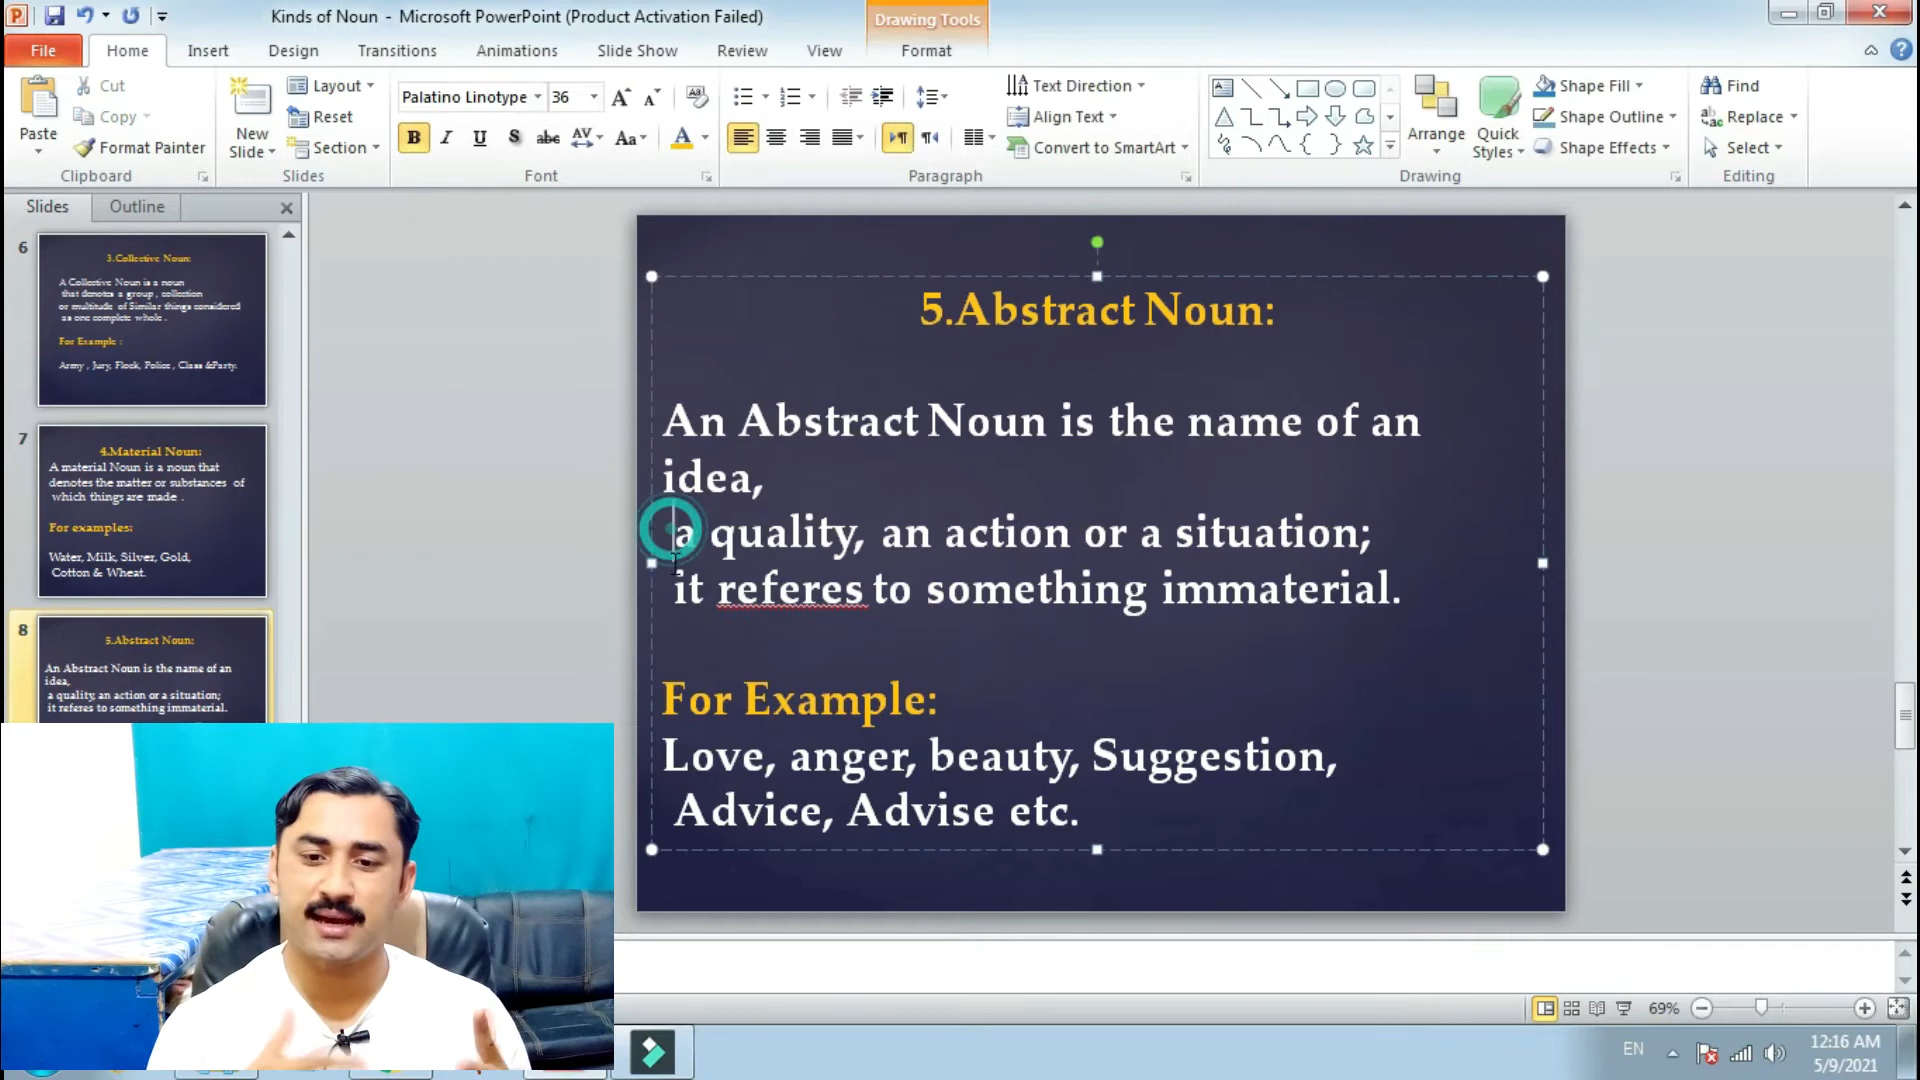 Kinds of Noun - Microsoft PowerPoint (Product Activation Failed)
Drawing Tools
File Home Insert Design Transitions Animations Slide Show Review View Format
Paste
Cut
Copy
Format Painter
Clipboard
New Slide
Layout
Reset
Section
Slides
Palatino Linotype 36
Font
Text Direction
Align Text
Convert to SmartArt
Paragraph
Arrange
Quick Styles
Shape Fill
Shape Outline
Shape Effects
Drawing
Find
Replace
Select
Editing
Slides Outline
6
3.Collective Noun:
A Collective Noun is a noun
that denotes a group , collection
or multitude of Similar things considered
as one complete whole .
For Example :
Army , Jury, Flock, Police , Class &Party.
7
4.Material Noun:
A material Noun is a noun that
denotes the matter or substances of
which things are made .
For examples:
Water, Milk, Silver, Gold,
Cotton & Wheat.
8
5.Abstract Noun:
An Abstract Noun is the name of an
idea,
a quality, an action or a situation;
it referes to something immaterial.
5.Abstract Noun:
An Abstract Noun is the name of an
idea,
a quality, an action or a situation;
it referes to something immaterial.
For Example:
Love, anger, beauty, Suggestion,
Advice, Advise etc.
69%
EN
12:16 AM
5/9/2021